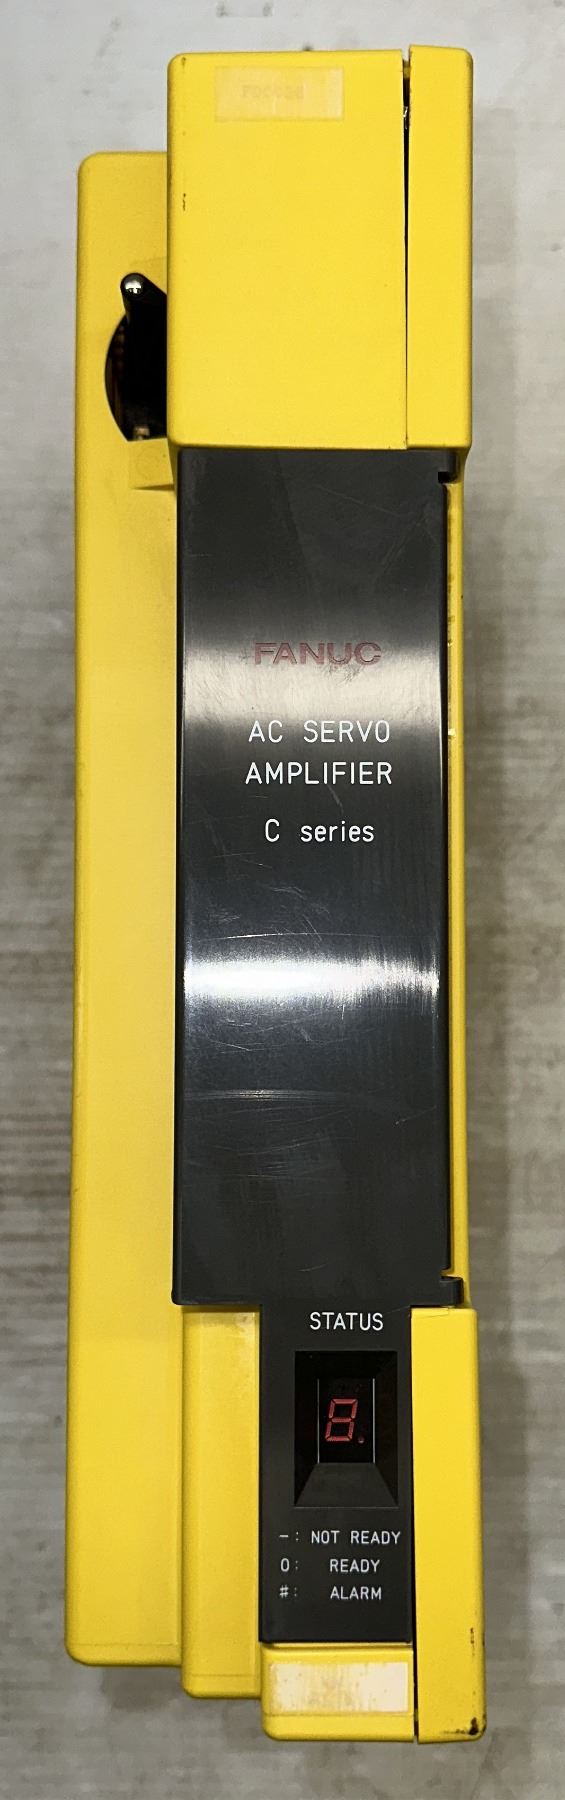 FANUC
AC SERVO
AMPLIFIER
C series
STATUS
8.
-: NOT READY
0: READY
#: ALARM